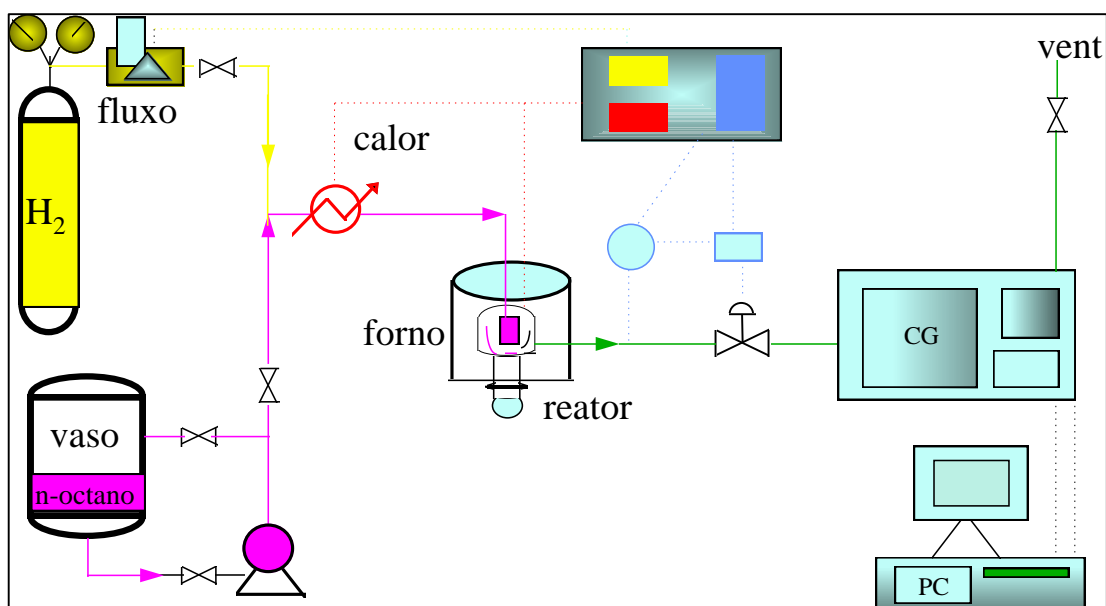 vent
fluxo
calor
H2
forno
CG
reator
vaso
n-octano
PC